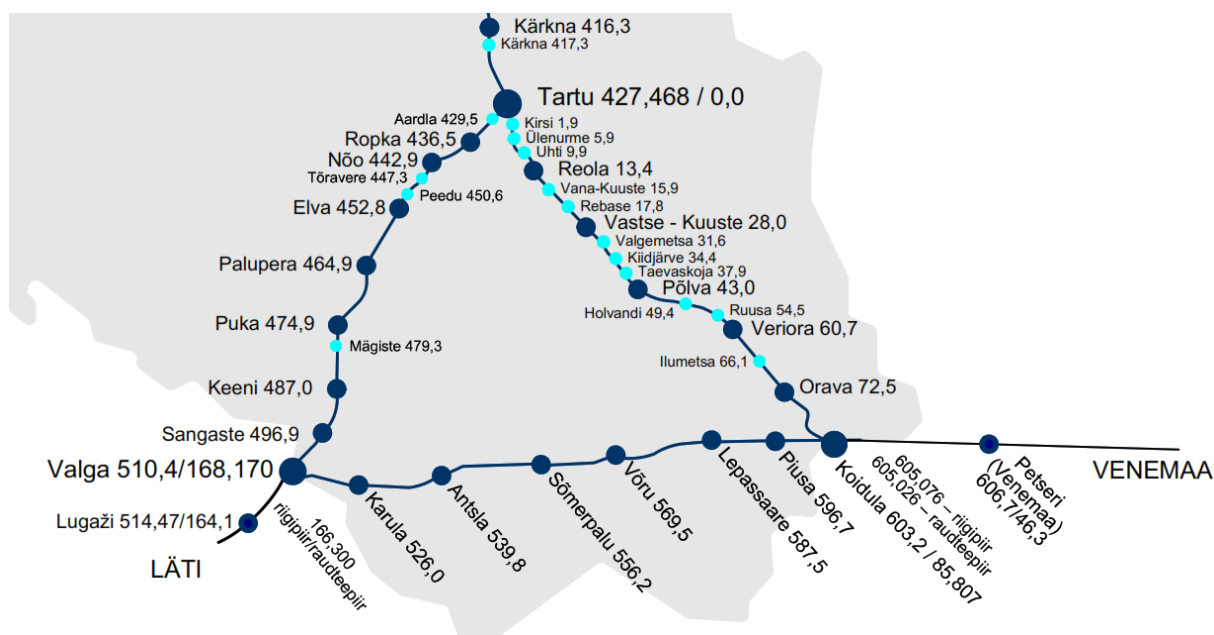 Kärkna 416,3
Kärkna 417,3
Tartu 427,468 / 0,0
Aardla 429,5
Ropka 436,5
Nõo 442,9
Tõravere 447,3
Peedu 450,6
Elva 452,8
Palupera 464,9
Puka 474,9
Mägiste 479,3
Keeni 487,0
Sangaste 496,9
Valga 510,4/168,170
Lugaži 514,47/164,1
LÄTI
166,300
riigipiir/raudteepiir
Kirsi 1,9
Ülenurme 5,9
Uhti 9,9
Reola 13,4
Vana-Kuuste 15,9
Rebase 17,8
Vastse - Kuuste 28,0
Valgemetsa 31,6
Kiidjärve 34,4
Taevaskoja 37,9
Põlva 43,0
Holvandi 49,4
Ruusa 54,5
Veriora 60,7
Ilumetsa 66,1
Orava 72,5
Karula 526,0
Antsla 539,8
Sõmerpalu 556,2
Võru 569,5
Lepassaare 587,5
Piusa 596,7
Koidula 603,2 / 85,807
605,076 – riigipiir
605,026 – raudteepiir
Petseri
(Venemaa)
606,746,3
VENEMAA